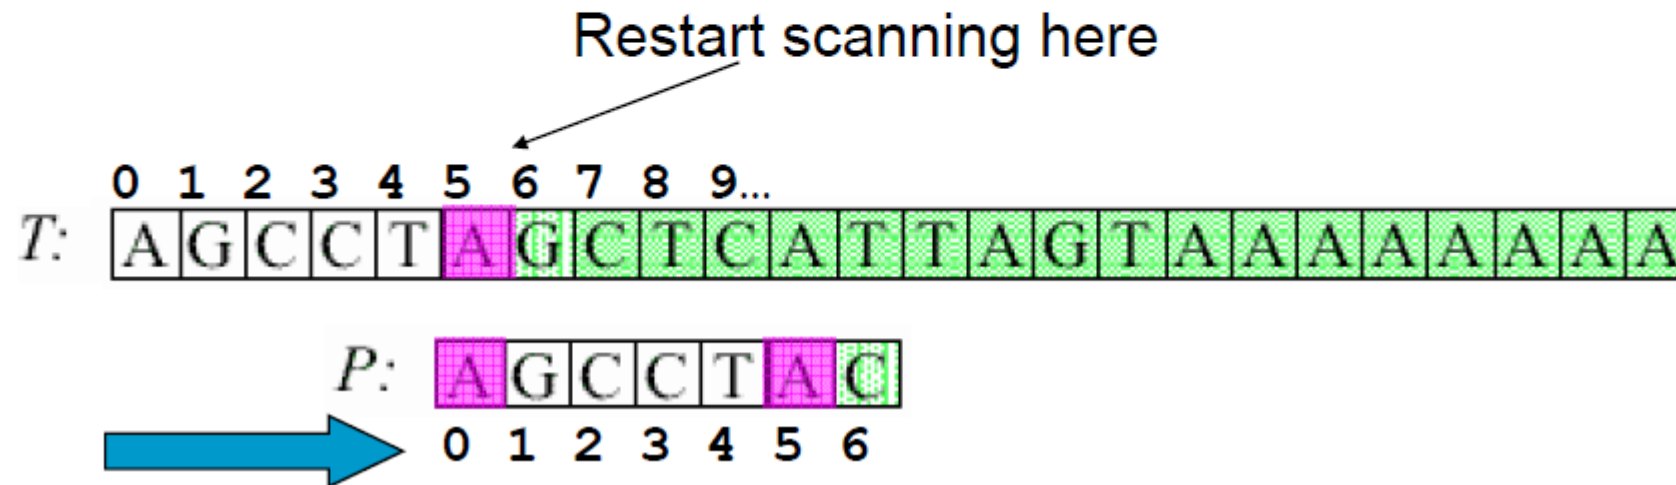 Restart scanning here
0 1 2 3 4 5 6 7 8 9...
T: A G C C T A G C T C A T T A G T A A A A A A A A
P: A G C C T A C
0 1 2 3 4 5 6